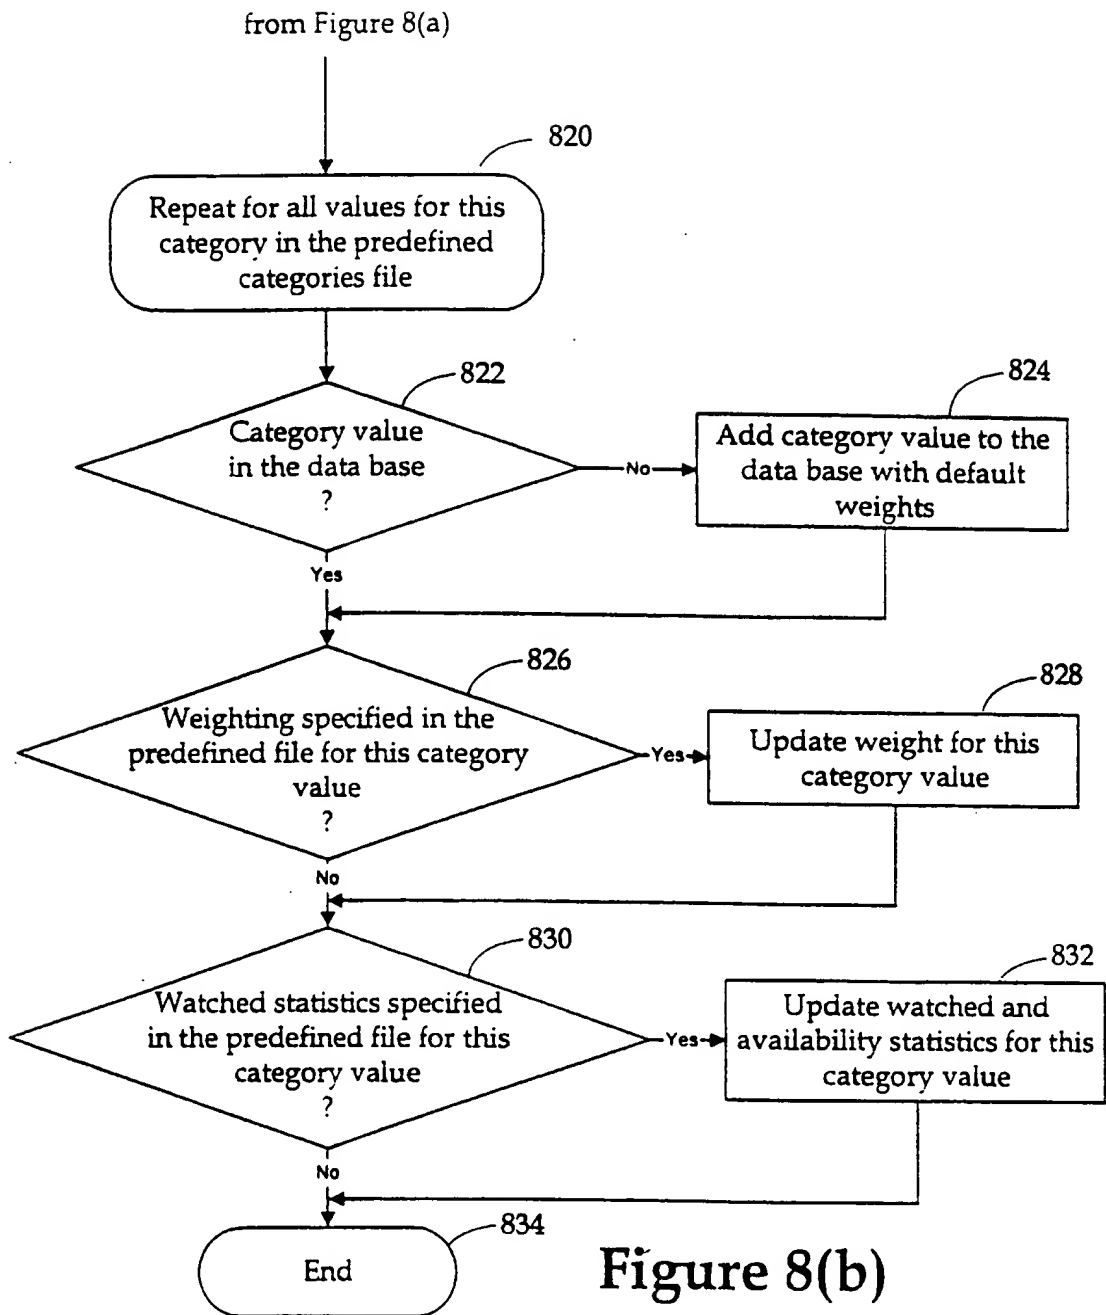 from Figure 8(a)
820
Repeat for all values for this
category in the predefined
categories file
822
Category value
in the data base
?
No
824
Add category value to the
data base with default
weights
Yes
826
Weighting specified in the
predefined file for this category
value
?
Yes
828
Update weight for this
category value
No
830
Watched statistics specified
in the predefined file for this
category value
?
Yes
832
Update watched and
availability statistics for this
category value
No
834
End
Figure 8(b)